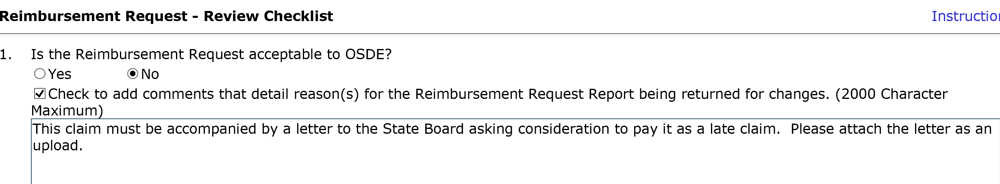 Reimbursement Request - Review Checklist
Instruction
1. Is the Reimbursement Request acceptable to OSDE?
Yes No
Check to add comments that detail reason(s) for the Reimbursement Request Report being returned for changes. (2000 Character
Maximum)
This claim must be accompanied by a letter to the State Board asking consideration to pay it as a late claim.  Please attach the letter as an
upload.